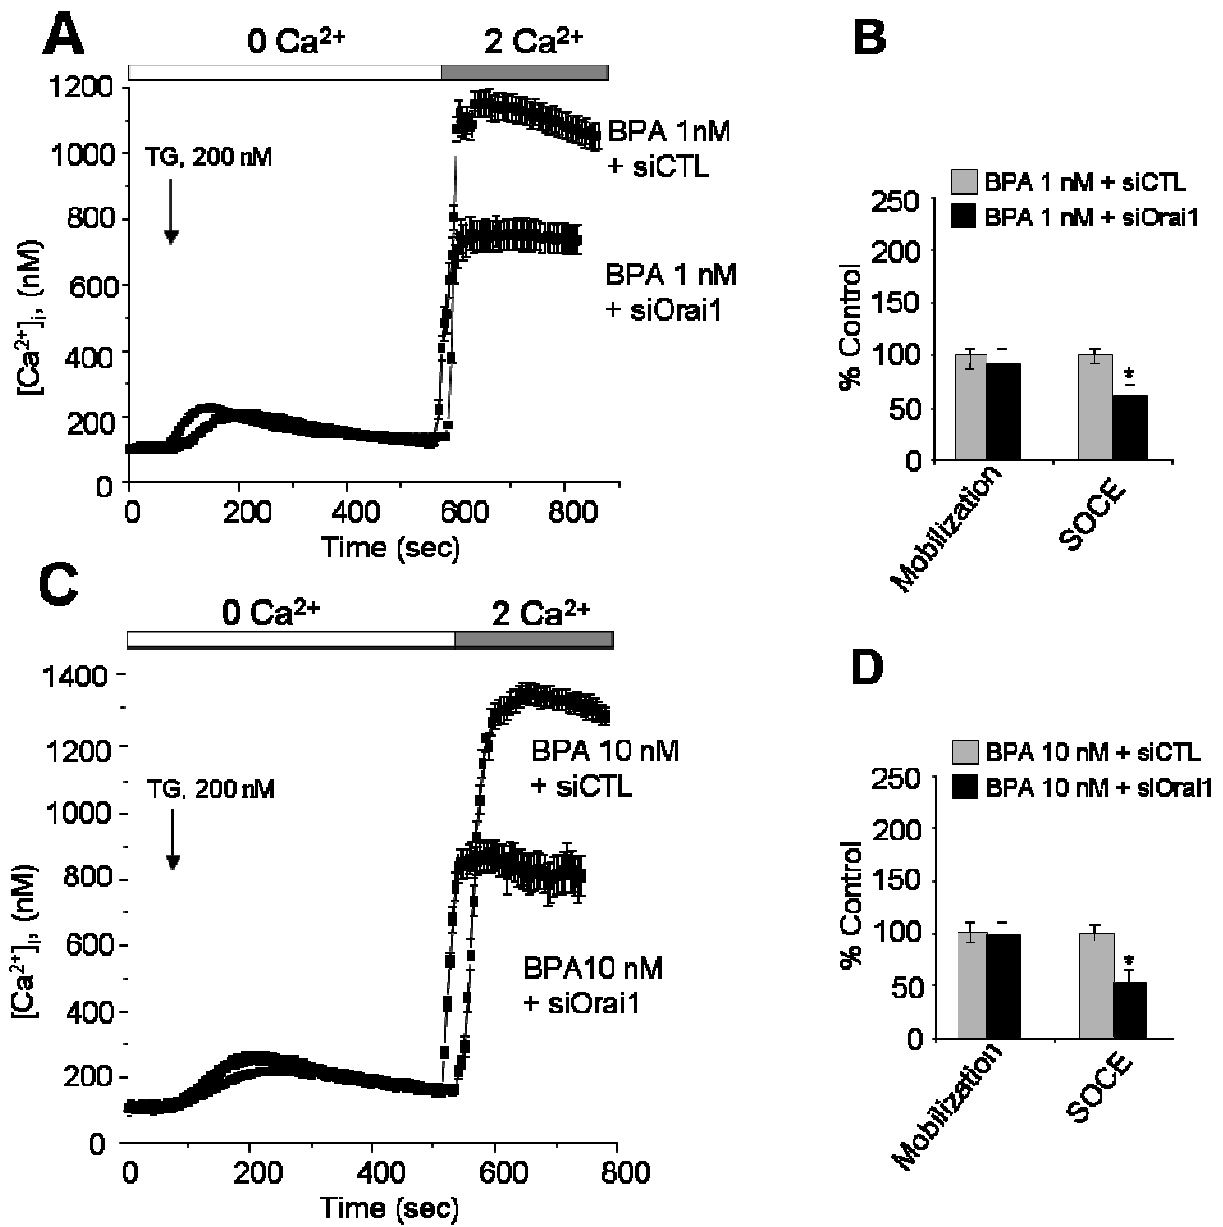 A
0 Ca²⁺ 2 Ca²⁺
1200
1000
800
600
400
200
0
[Ca²⁺]i, (nM)
TG, 200 nM
BPA 1nM
+ siCTL
BPA 1 nM
+ siOrai1
0 200 400 600 800
Time (sec)
B
BPA 1 nM + siCTL
BPA 1 nM + siOrai1
250
200
150
100
50
0
% Control
*
Mobilization
SOCE
C
0 Ca²⁺ 2 Ca²⁺
1400
1200
1000
800
600
400
200
0
[Ca²⁺]i, (nM)
TG, 200 nM
BPA 10 nM
+ siCTL
BPA10 nM
+ siOrai1
0 200 400 600 800
Time (sec)
D
BPA 10 nM + siCTL
BPA 10 nM + siOrai1
250
200
150
100
50
0
% Control
*
Mobilization
SOCE